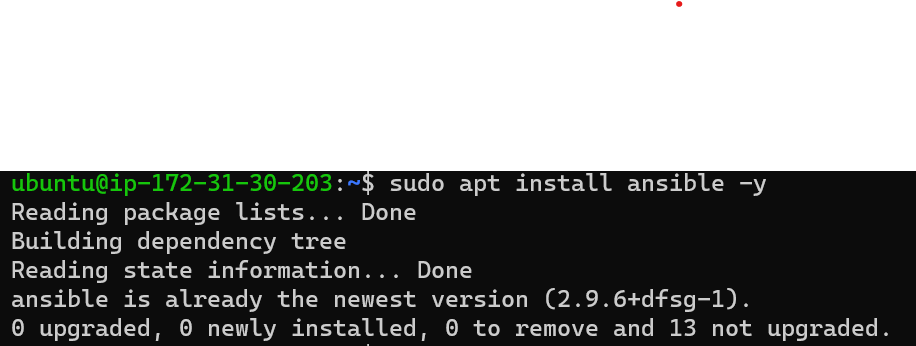 ubuntu@ip-172-31-30-203:~$ sudo apt install ansible -y
Reading package lists... Done
Building dependency tree
Reading state information... Done
ansible is already the newest version (2.9.6+dfsg-1).
0 upgraded, 0 newly installed, 0 to remove and 13 not upgraded.